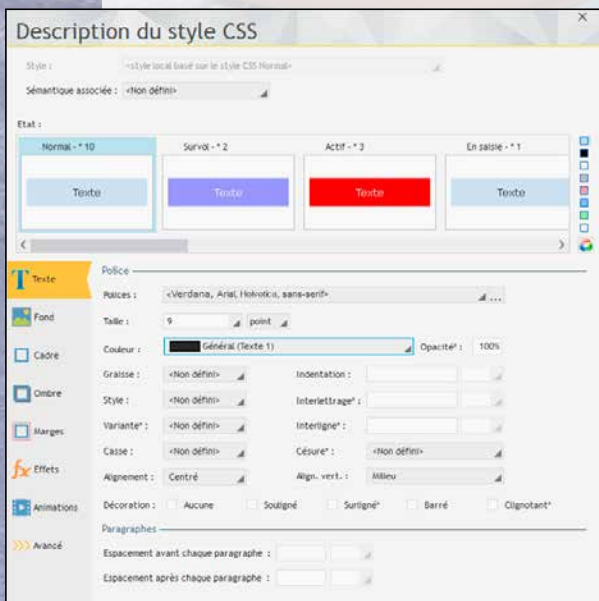 Description du style CSS
Style : <style local basé sur le style CSS Normal>
Sémantique associée : <Non défini>
Etat :
Normal - * 10 Survol - * 2 Actif - * 3 En saisie - * 1
Texte Texte Texte Texte
Texte
Fond
Cadre
Ombre
Marges
Effets
Animations
Avancé
Police
Polices : <Verdana, Arial, Helvetica, sans-serif> ...
Taille : 9 point
Couleur : Général (Texte 1) Opacité* : 100%
Graisse : <Non défini> Indentation :
Style : <Non défini> Interlettrage* :
Variante* : <Non défini> Interligne* :
Casse : <Non défini> Césure* : <Non défini>
Alignement : Centré Align. vert. : Milieu
Décoration : Aucune Souligné Surligné* Barré Clignotant*
Paragraphes
Espacement avant chaque paragraphe :
Espacement après chaque paragraphe :